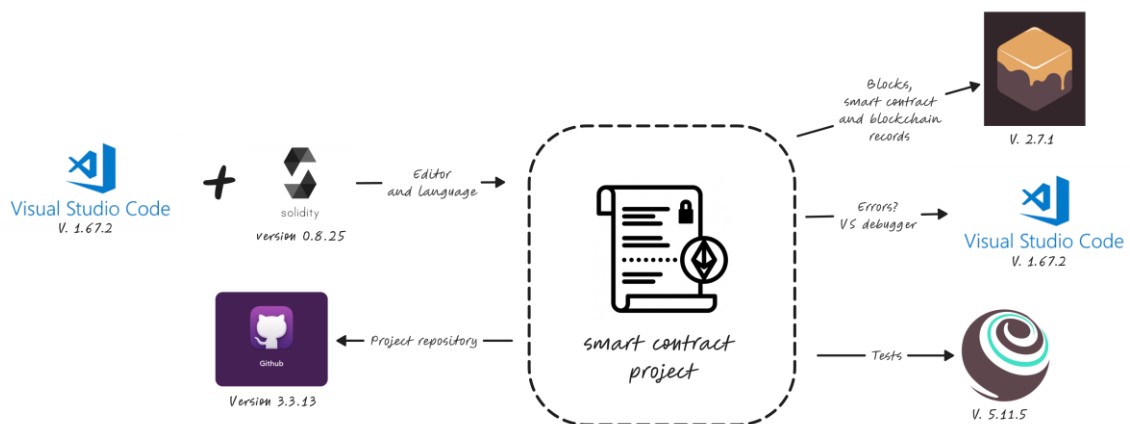 Visual Studio Code
V. 1.67.2
+
solidity
version 0.8.25
Editor
and language
Github
Version 3.3.13
Project repository
smart contract
project
Blocks,
smart contract
and blockchain
records
V. 2.7.1
Errors?
VS debugger
Visual Studio Code
V. 1.67.2
Tests
V. 5.11.5